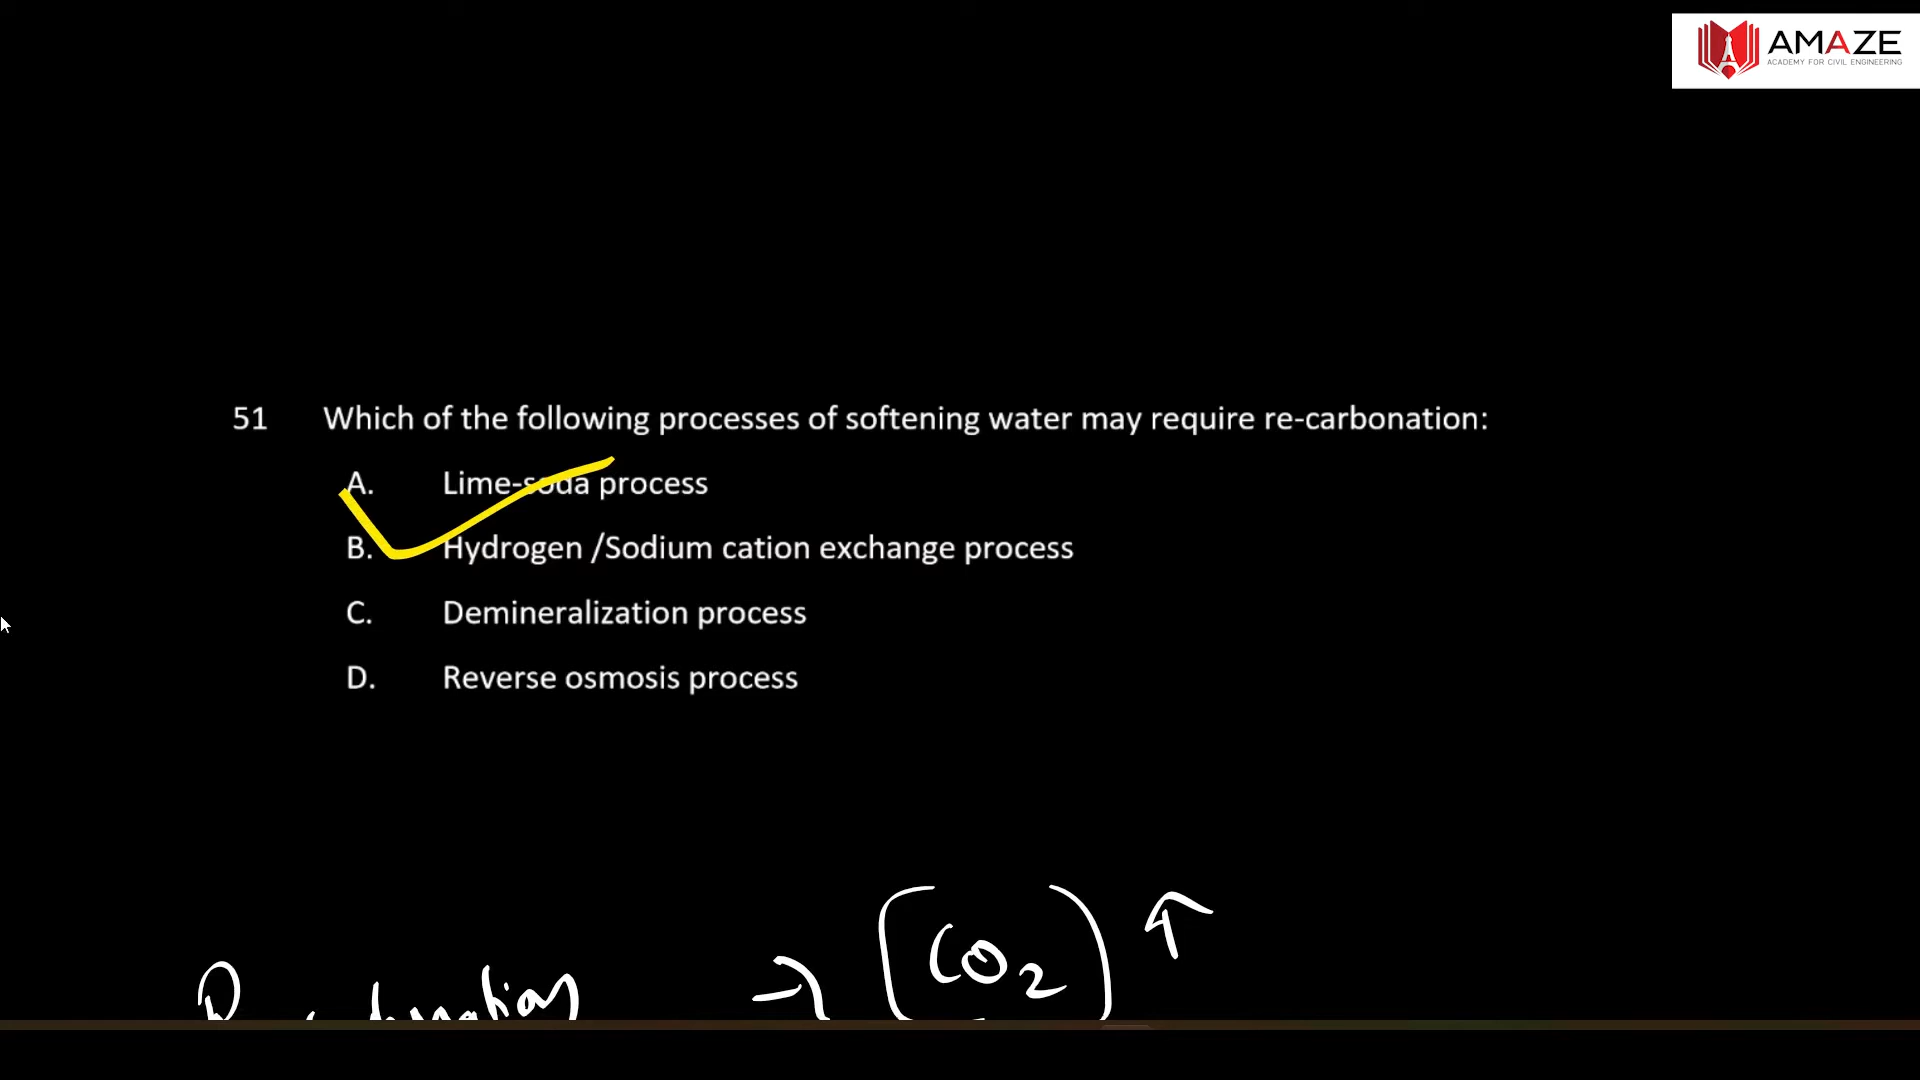 AMAZE
ACADEMY FOR CIVIL ENGINEERING
51 Which of the following processes of softening water may require re-carbonation:
A. Lime-soda process
B. Hydrogen /Sodium cation exchange process
C. Demineralization process
D. Reverse osmosis process
(CO2) ↑
→